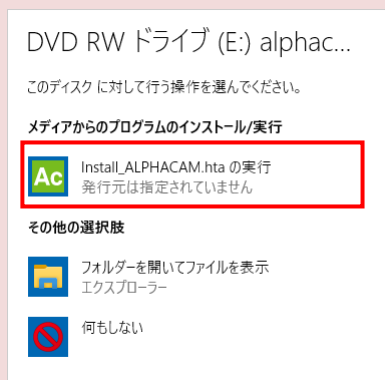 DVD RW ドライブ (E:) alphac...
このディスク に対して行う操作を選んでください。
メディアからのプログラムのインストール/実行
Ac
Install_ALPHACAM.hta の実行
発行元は指定されていません
その他の選択肢
フォルダーを開いてファイルを表示
エクスプローラー
何もしない